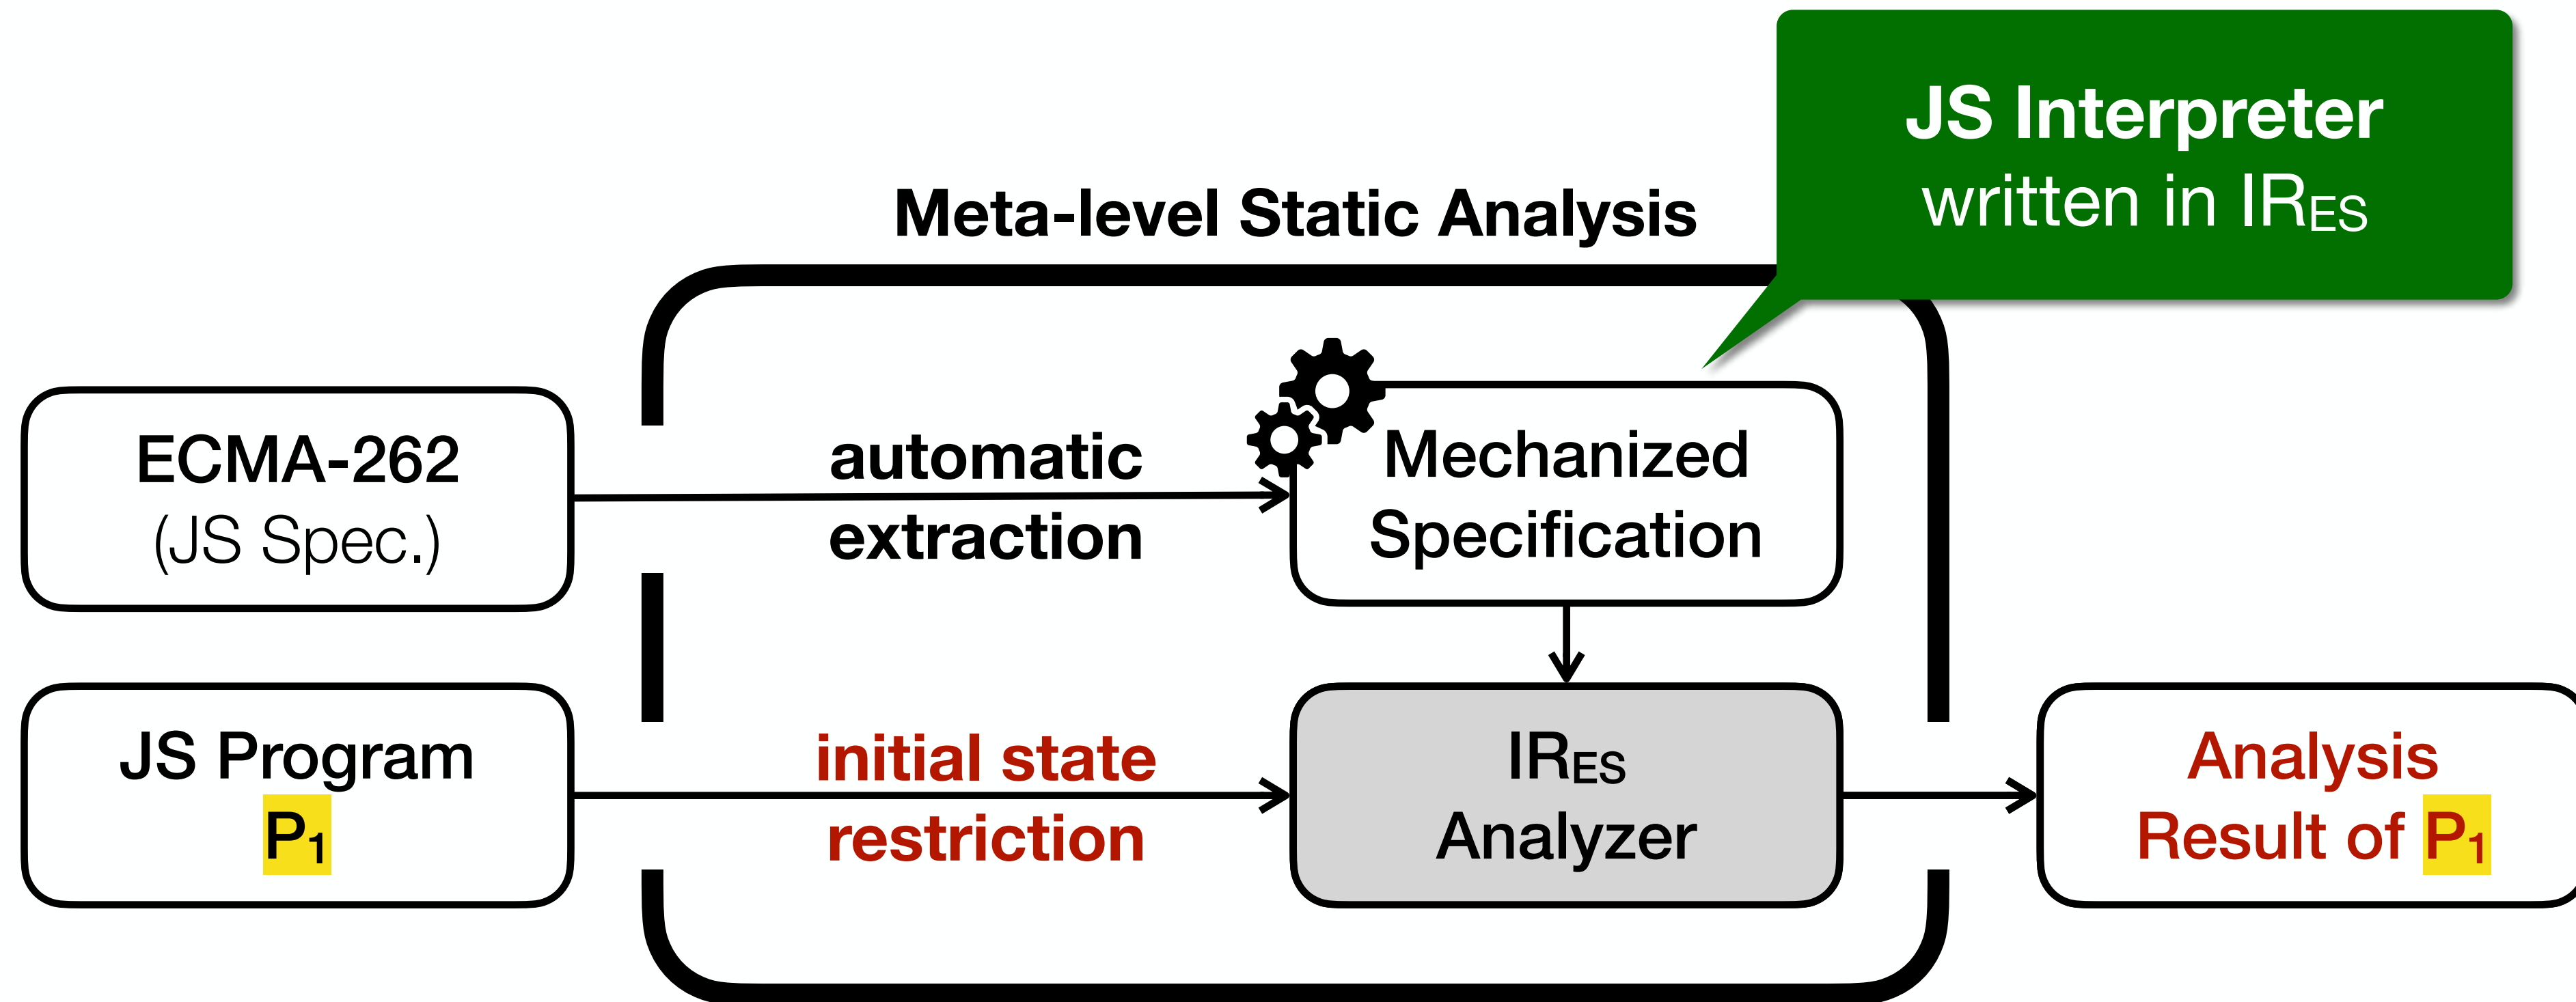 JS Interpreter
written in IRES
Meta-level Static Analysis
ECMA-262
(JS Spec.)
automatic
extraction
Mechanized
Specification
JS Program
P1
initial state
restriction
IRES
Analyzer
Analysis
Result of P1